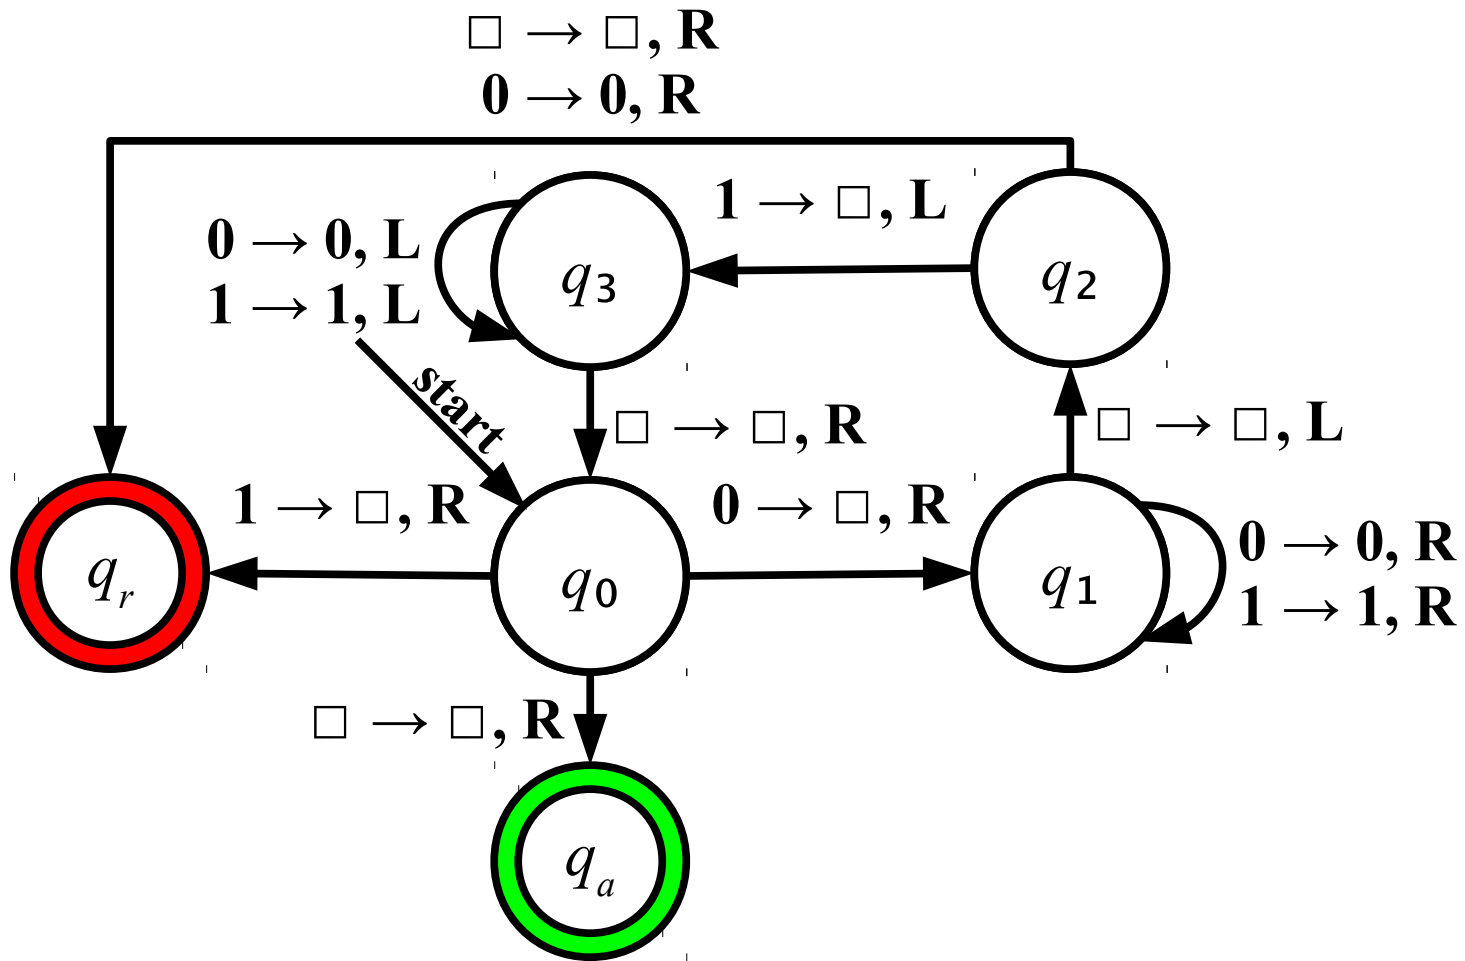 □ → □, R
0 → 0, R
1 → □, L
0 → 0, L
1 → 1, L
q3
q2
start
□ → □, R
□ → □, L
1 → □, R
0 → □, R
qr
q0
q1
0 → 0, R
1 → 1, R
□ → □, R
qa